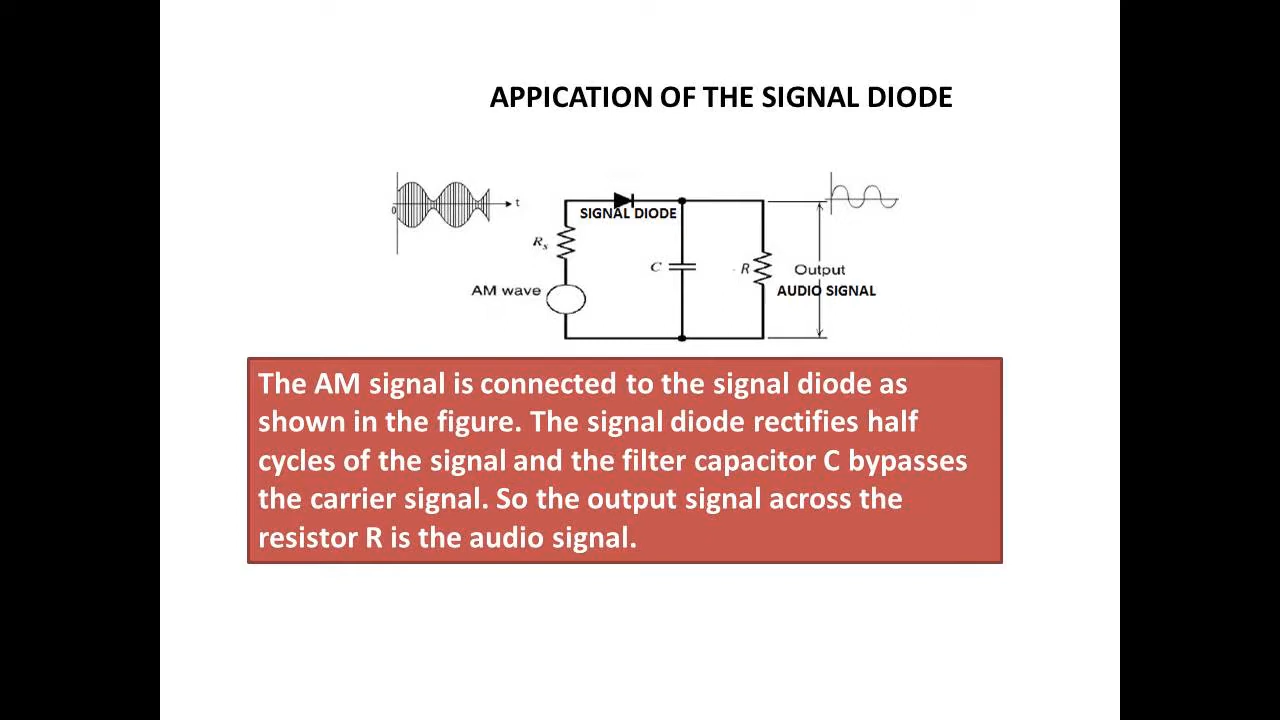 APPICATION OF THE SIGNAL DIODE
0
t
SIGNAL DIODE
Rs
C
R
Output
AM wave
AUDIO SIGNAL
The AM signal is connected to the signal diode as
shown in the figure. The signal diode rectifies half
cycles of the signal and the filter capacitor C bypasses
the carrier signal. So the output signal across the
resistor R is the audio signal.